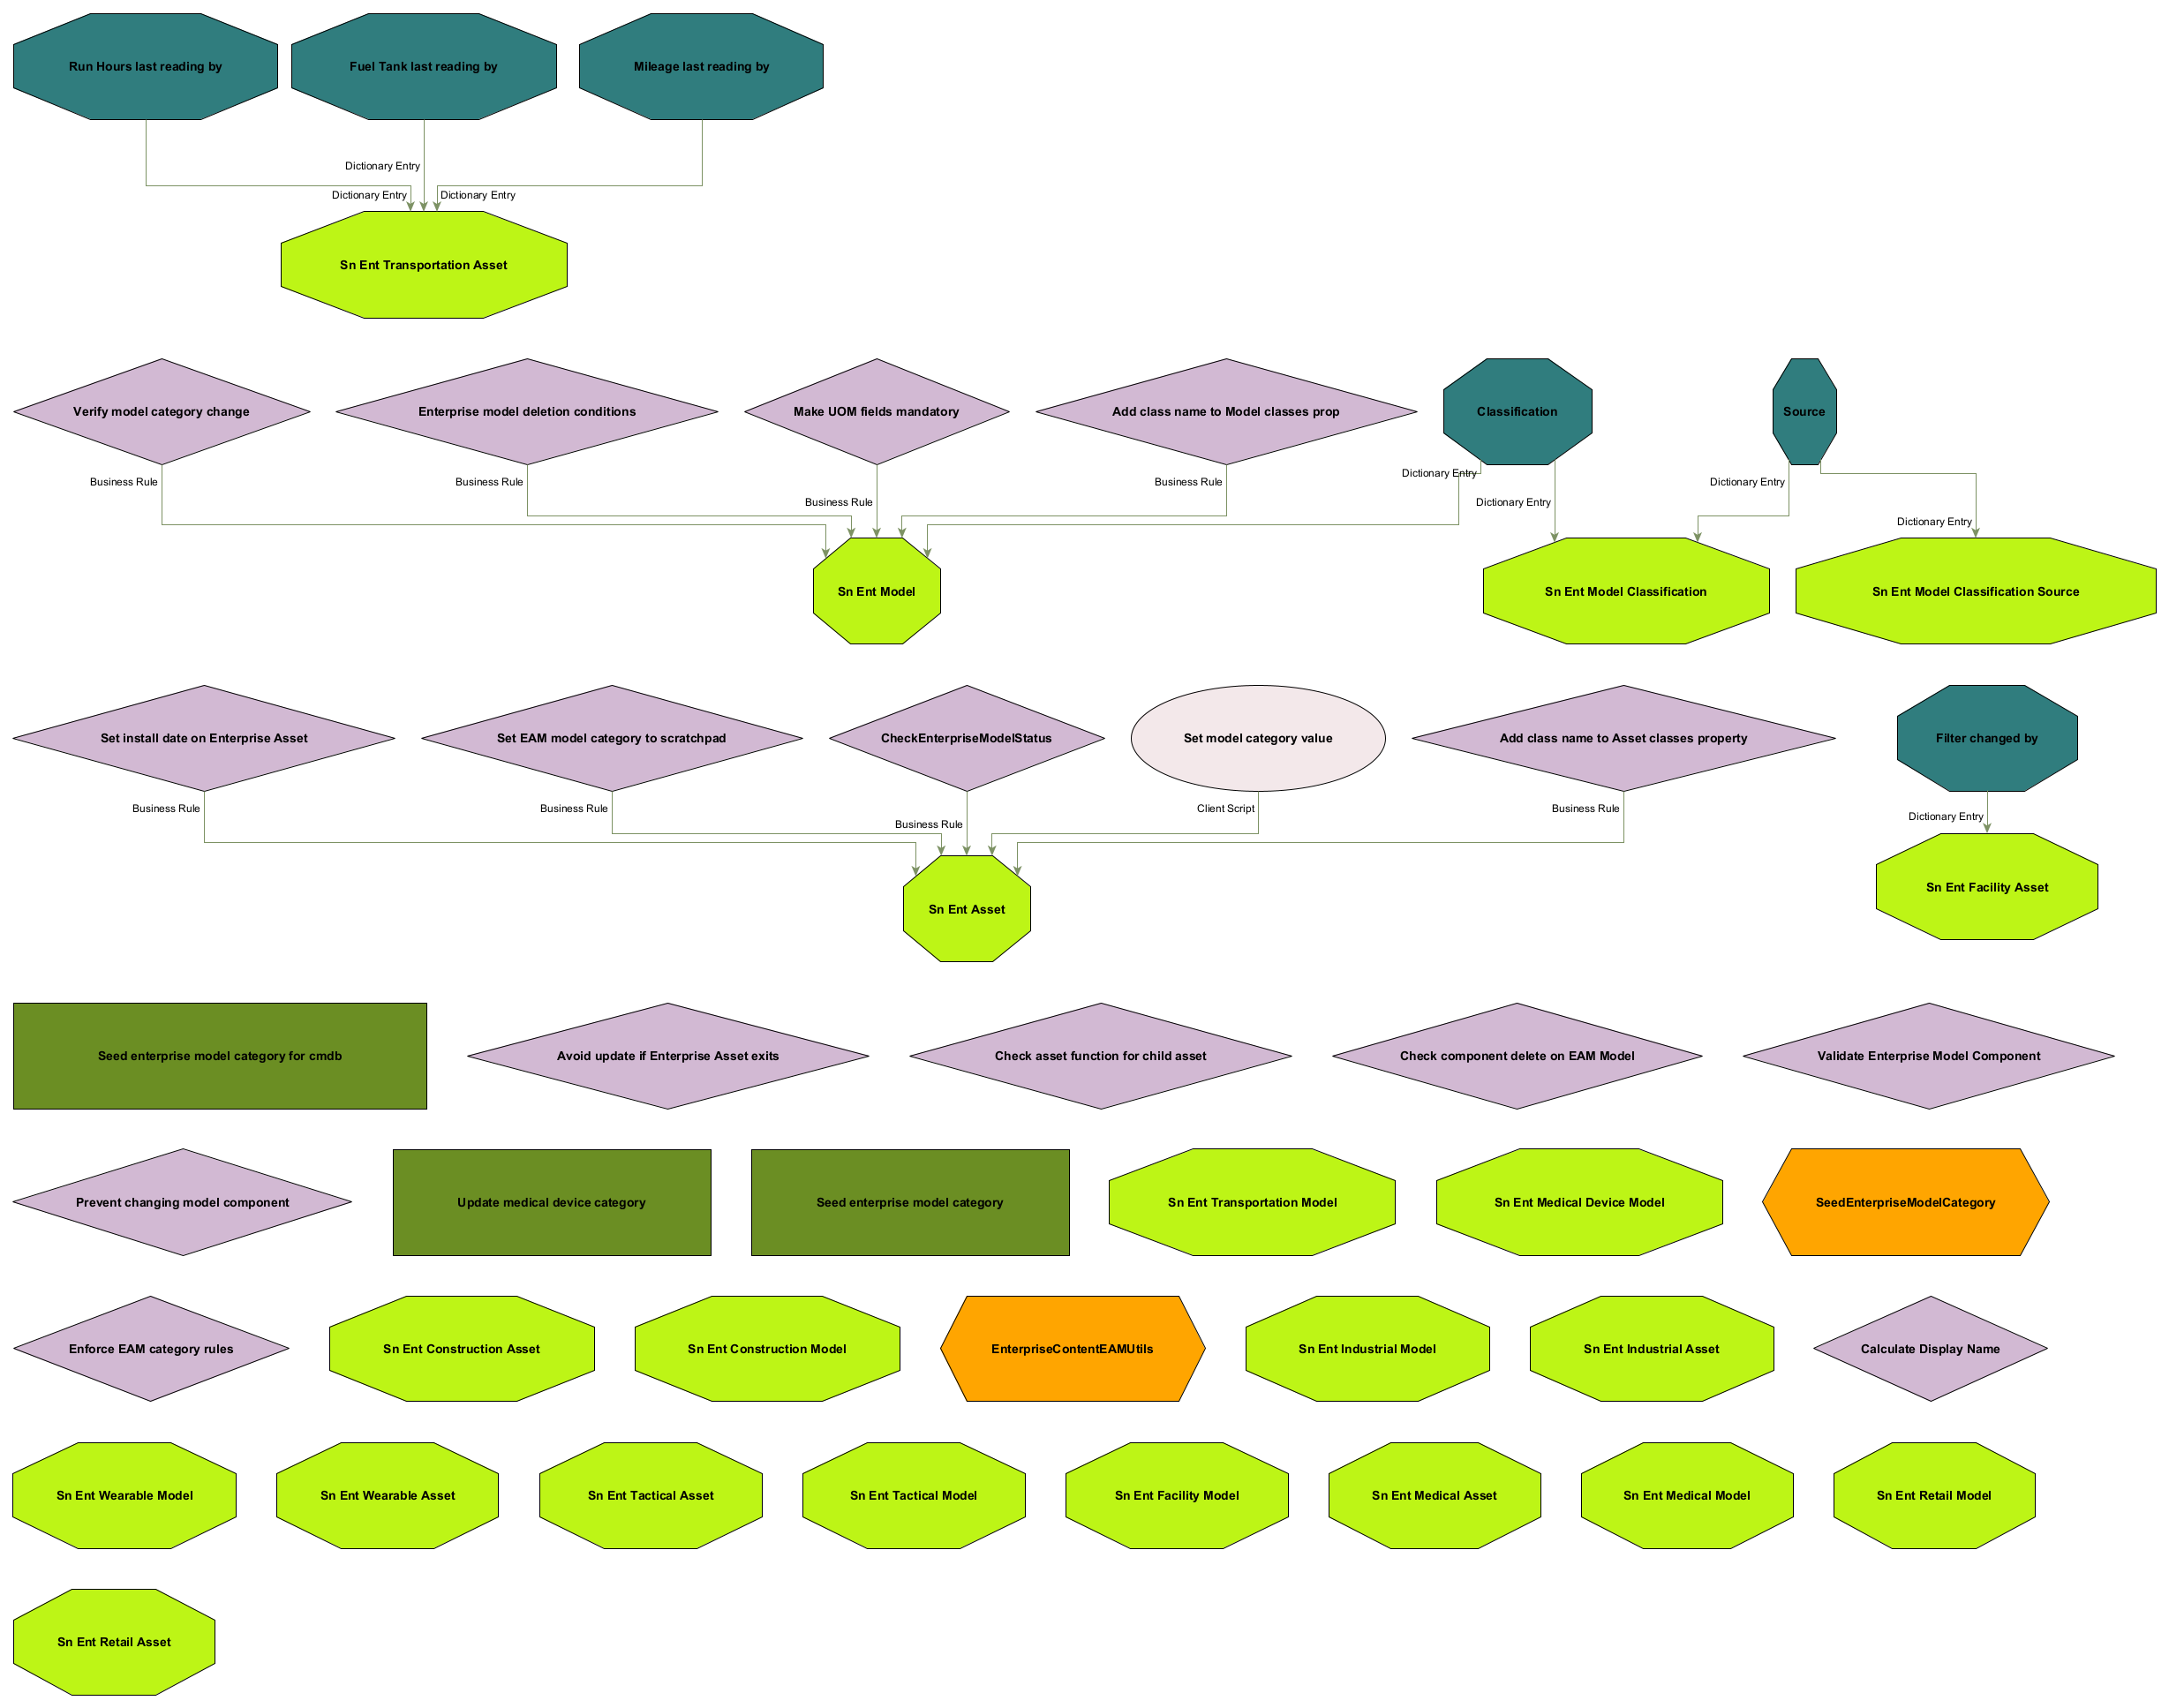 Run Hours last reading by
Fuel Tank last reading by
Mileage last reading by
Dictionary Entry
Dictionary Entry
Dictionary Entry
Sn Ent Transportation Asset
Verify model category change
Enterprise model deletion conditions
Make UOM fields mandatory
Add class name to Model classes prop
Classification
Source
Business Rule
Business Rule
Business Rule
Business Rule
Dictionary Entry
Dictionary Entry
Dictionary Entry
Dictionary Entry
Sn Ent Model
Sn Ent Model Classification
Sn Ent Model Classification Source
Set install date on Enterprise Asset
Set EAM model category to scratchpad
CheckEnterpriseModelStatus
Set model category value
Add class name to Asset classes property
Filter changed by
Business Rule
Business Rule
Business Rule
Client Script
Business Rule
Dictionary Entry
Sn Ent Asset
Sn Ent Facility Asset
Seed enterprise model category for cmdb
Avoid update if Enterprise Asset exits
Check asset function for child asset
Check component delete on EAM Model
Validate Enterprise Model Component
Prevent changing model component
Update medical device category
Seed enterprise model category
Sn Ent Transportation Model
Sn Ent Medical Device Model
SeedEnterpriseModelCategory
Enforce EAM category rules
Sn Ent Construction Asset
Sn Ent Construction Model
EnterpriseContentEAMUtils
Sn Ent Industrial Model
Sn Ent Industrial Asset
Calculate Display Name
Sn Ent Wearable Model
Sn Ent Wearable Asset
Sn Ent Tactical Asset
Sn Ent Tactical Model
Sn Ent Facility Model
Sn Ent Medical Asset
Sn Ent Medical Model
Sn Ent Retail Model
Sn Ent Retail Asset